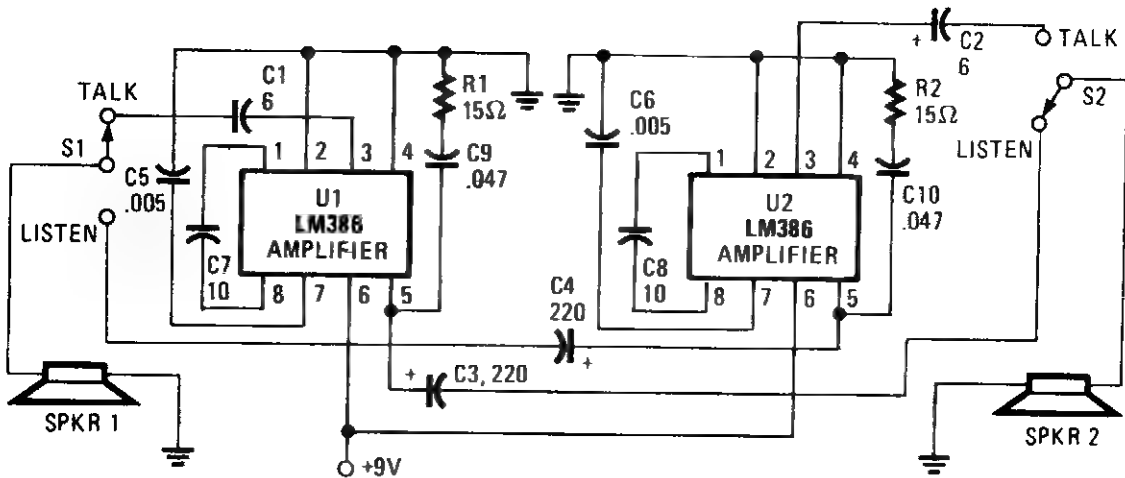 TALK
C1
6
R1
15Ω
C9
.047
S1
C5
.005
LISTEN
1
2
3
4
U1
LM386
AMPLIFIER
C7
10
8
7
6
5
SPKR 1
+
C3, 220
+9V
C4
220
+
C6
.005
+
C2
6
TALK
S2
LISTEN
R2
15Ω
C10
.047
1
2
3
4
U2
LM386
AMPLIFIER
C8
10
8
7
6
5
SPKR 2